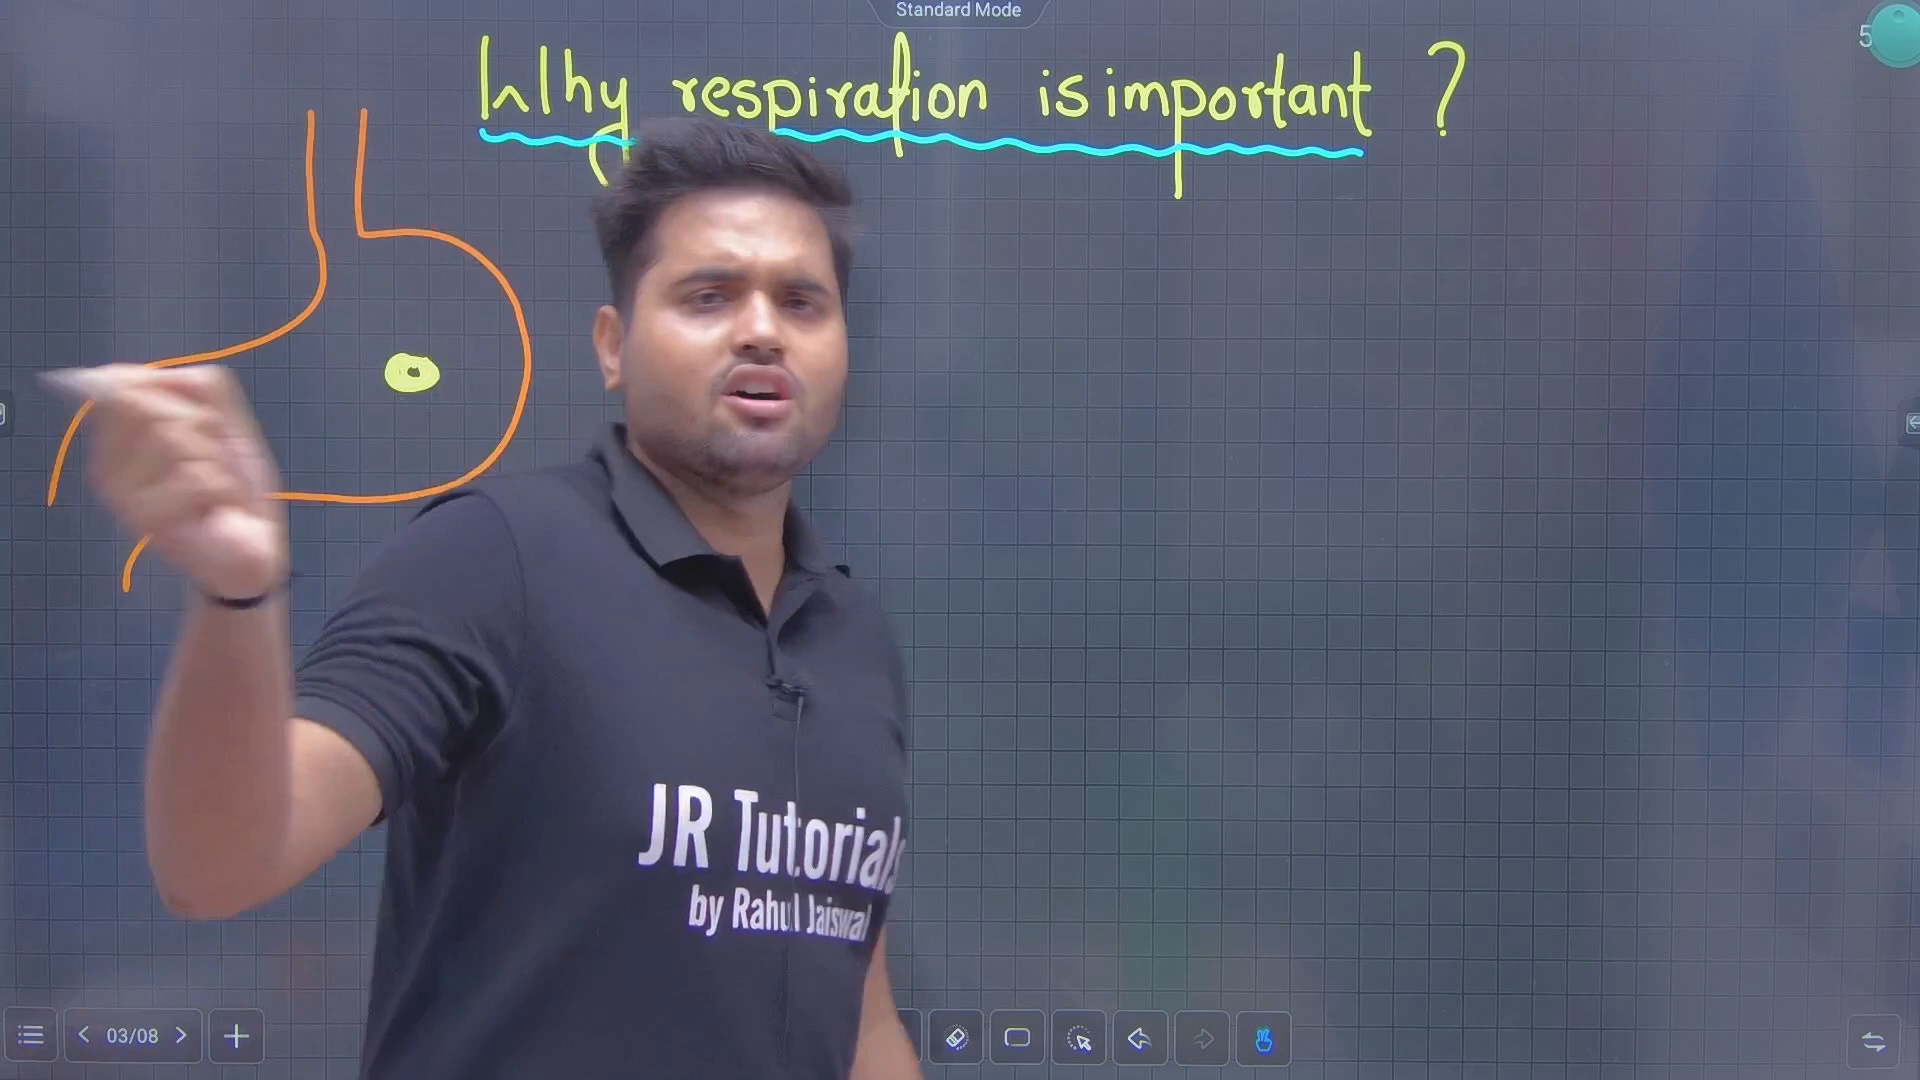 Standard Mode
5
Why respiration is important ?
JR Tutorials
by Rahul Jaiswal
03/08